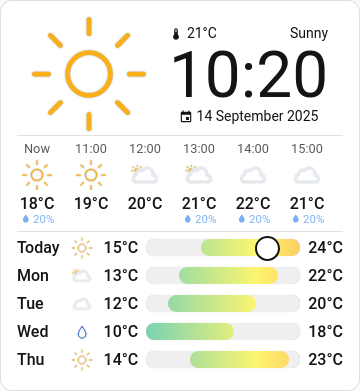 21°C Sunny
10:20
14 September 2025
Now 11:00 12:00 13:00 14:00 15:00
18°C 19°C 20°C 21°C 22°C 21°C
20% 20% 20% 20%
Today 15°C 24°C
Mon 13°C 22°C
Tue 12°C 20°C
Wed 10°C 18°C
Thu 14°C 23°C